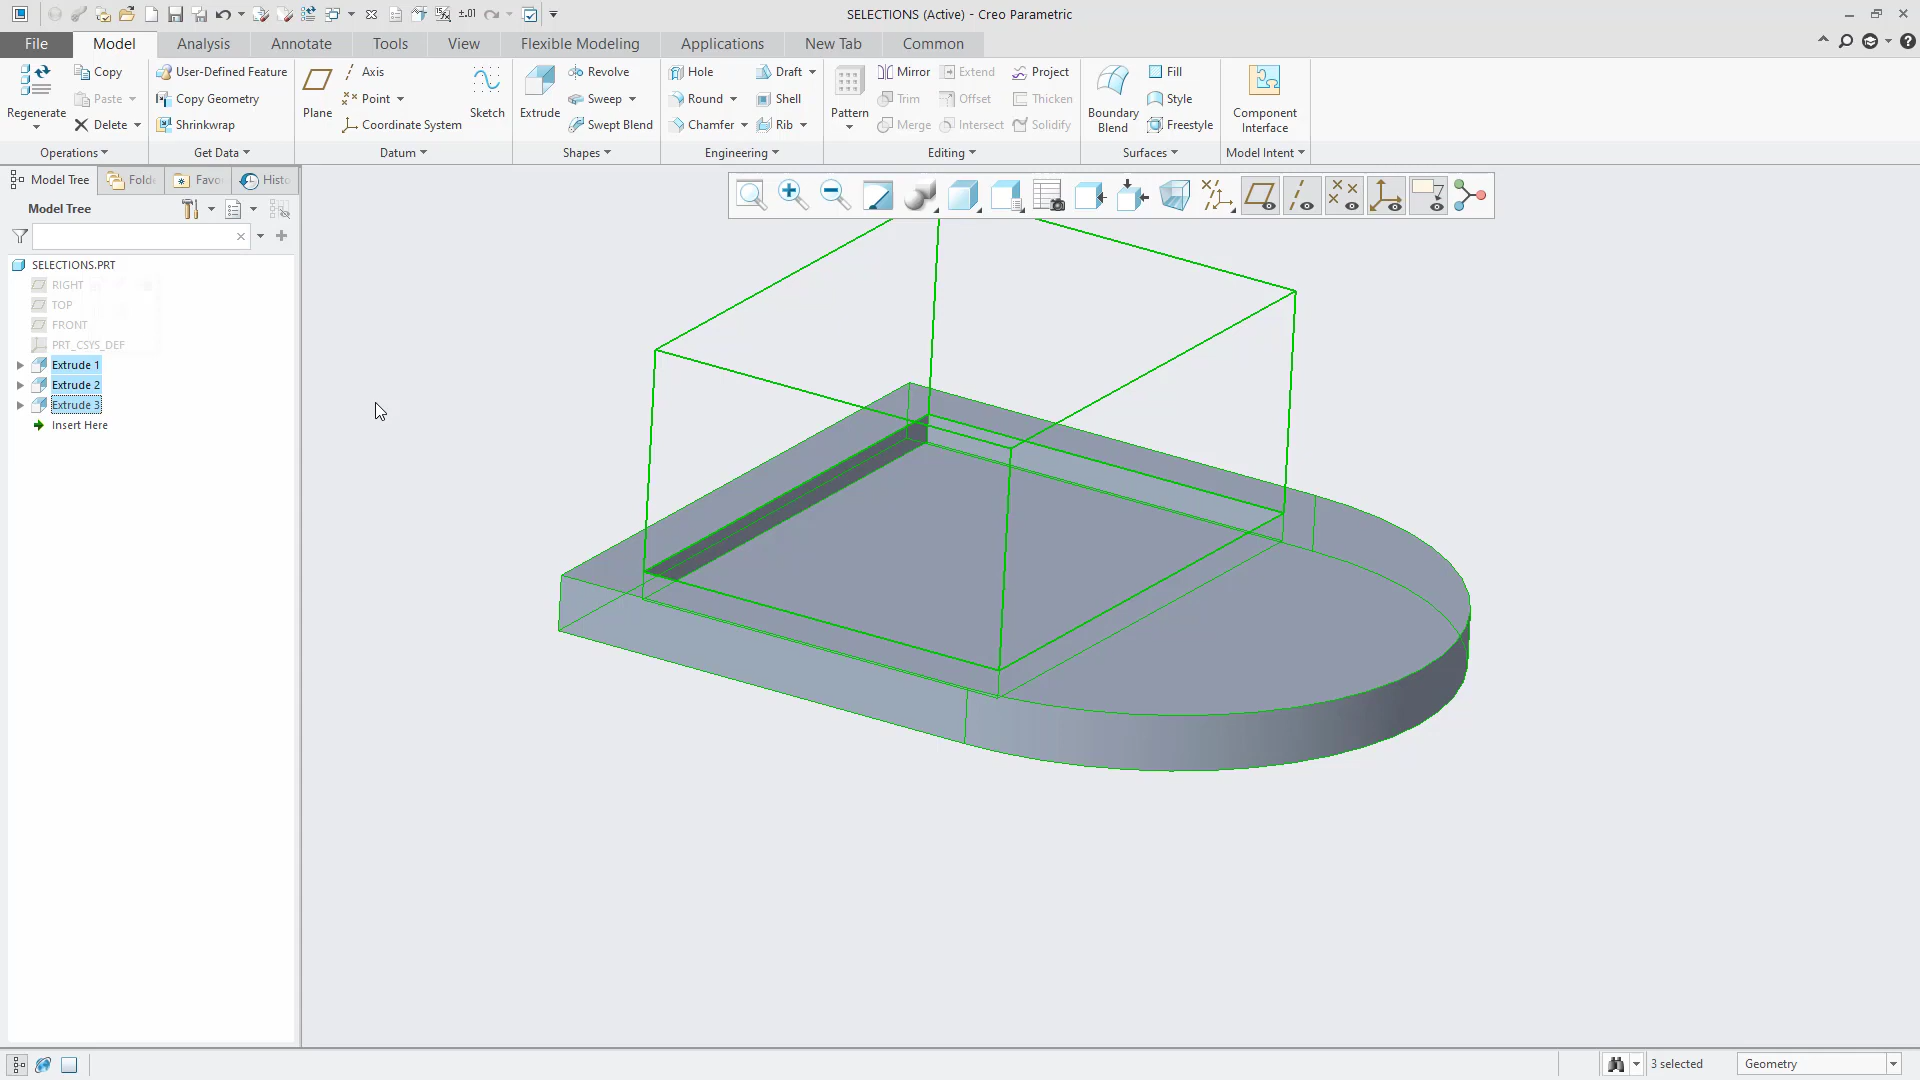 SELECTIONS (Active) - Creo Parametric
File Model Analysis Annotate Tools View Flexible Modeling Applications New Tab Common
Regenerate
Copy
Paste
Delete
Operations
User-Defined Feature
Copy Geometry
Shrinkwrap
Get Data
Plane
Axis
Point
Coordinate System
Sketch
Datum
Extrude
Revolve
Sweep
Swept Blend
Shapes
Hole
Round
Chamfer
Draft
Shell
Rib
Engineering
Pattern
Mirror
Trim
Merge
Extend
Offset
Intersect
Project
Thicken
Solidify
Editing
Boundary
Blend
Fill
Style
Freestyle
Surfaces
Component
Interface
Model Intent
Model Tree Folde Favo Histo
Model Tree
SELECTIONS.PRT
RIGHT
TOP
FRONT
PRT_CSYS_DEF
Extrude 1
Extrude 2
Extrude 3
Insert Here
3 selected
Geometry